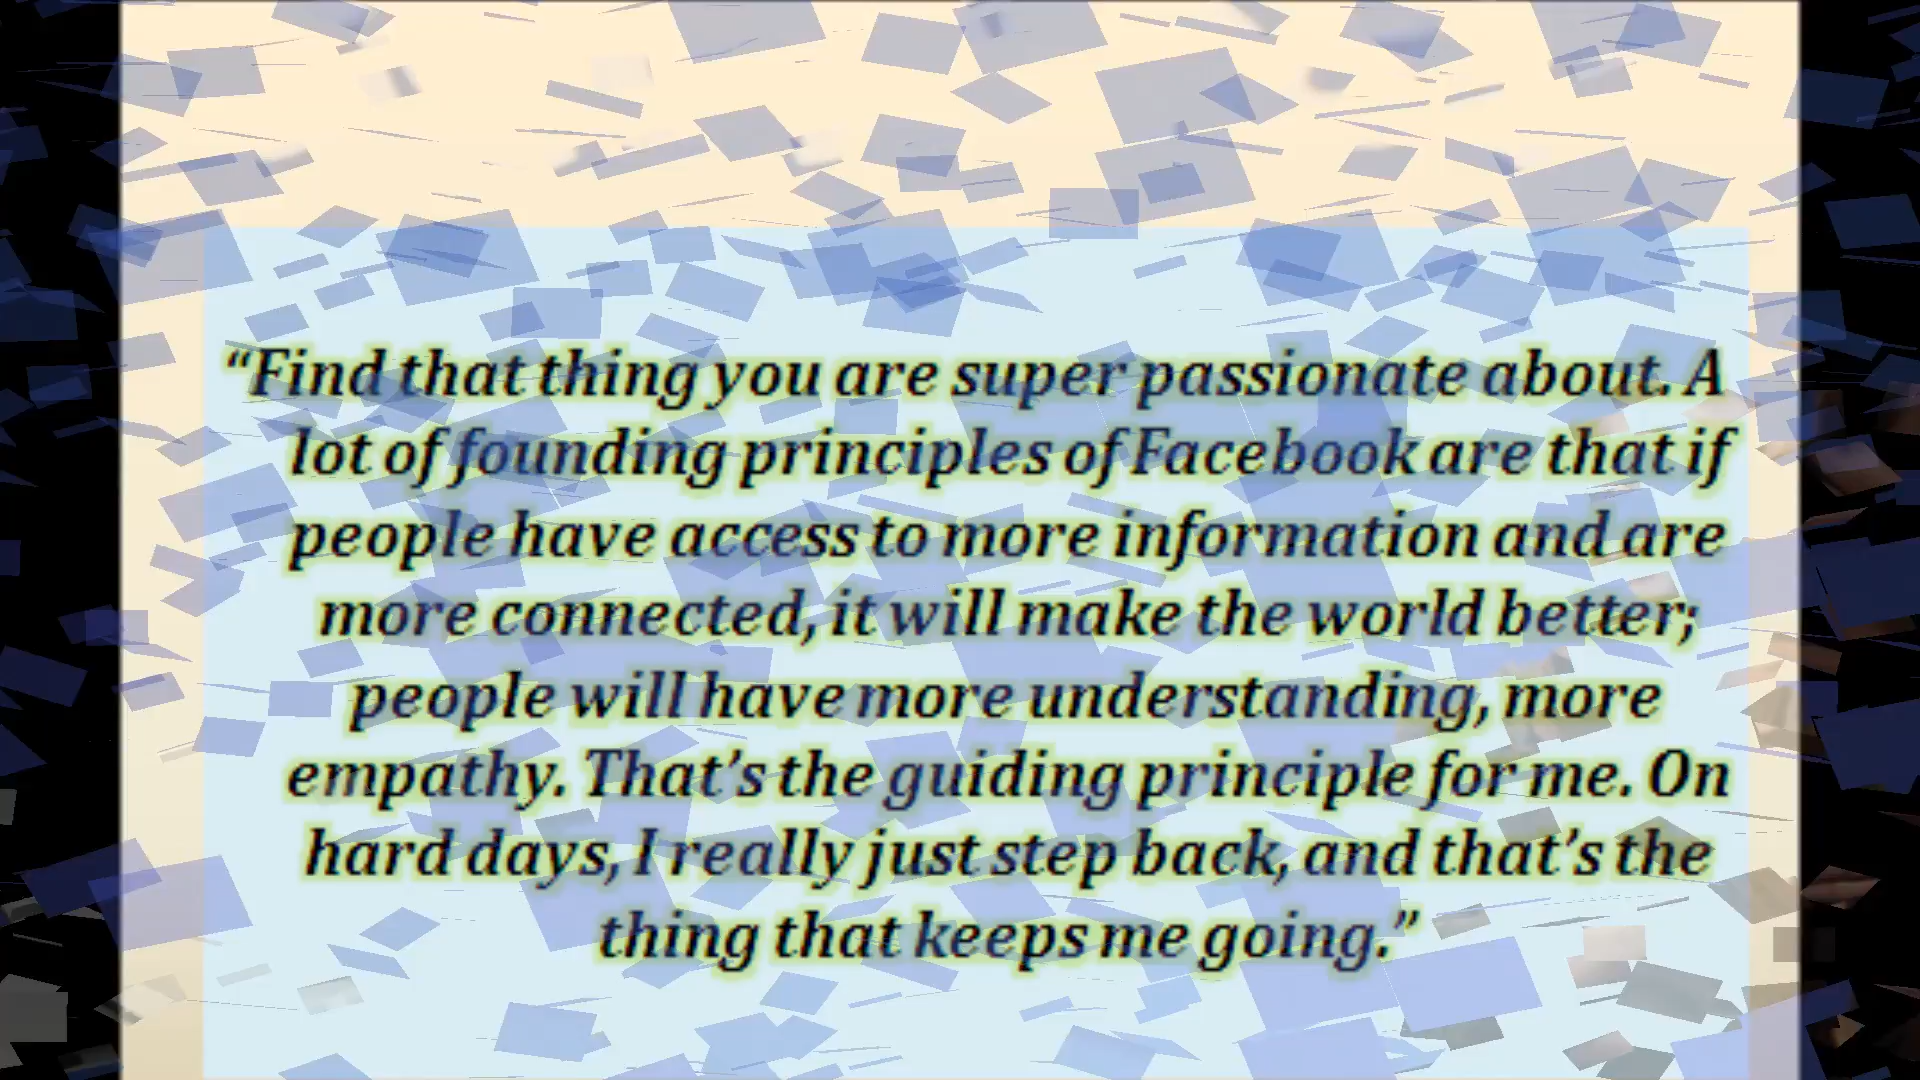 “Find that thing you are super passionate about. A
lot of founding principles of Facebook are that if
people have access to more information and are
more connected, it will make the world better;
people will have more understanding, more
empathy. That’s the guiding principle for me. On
hard days, I really just step back, and that’s the
thing that keeps me going.”